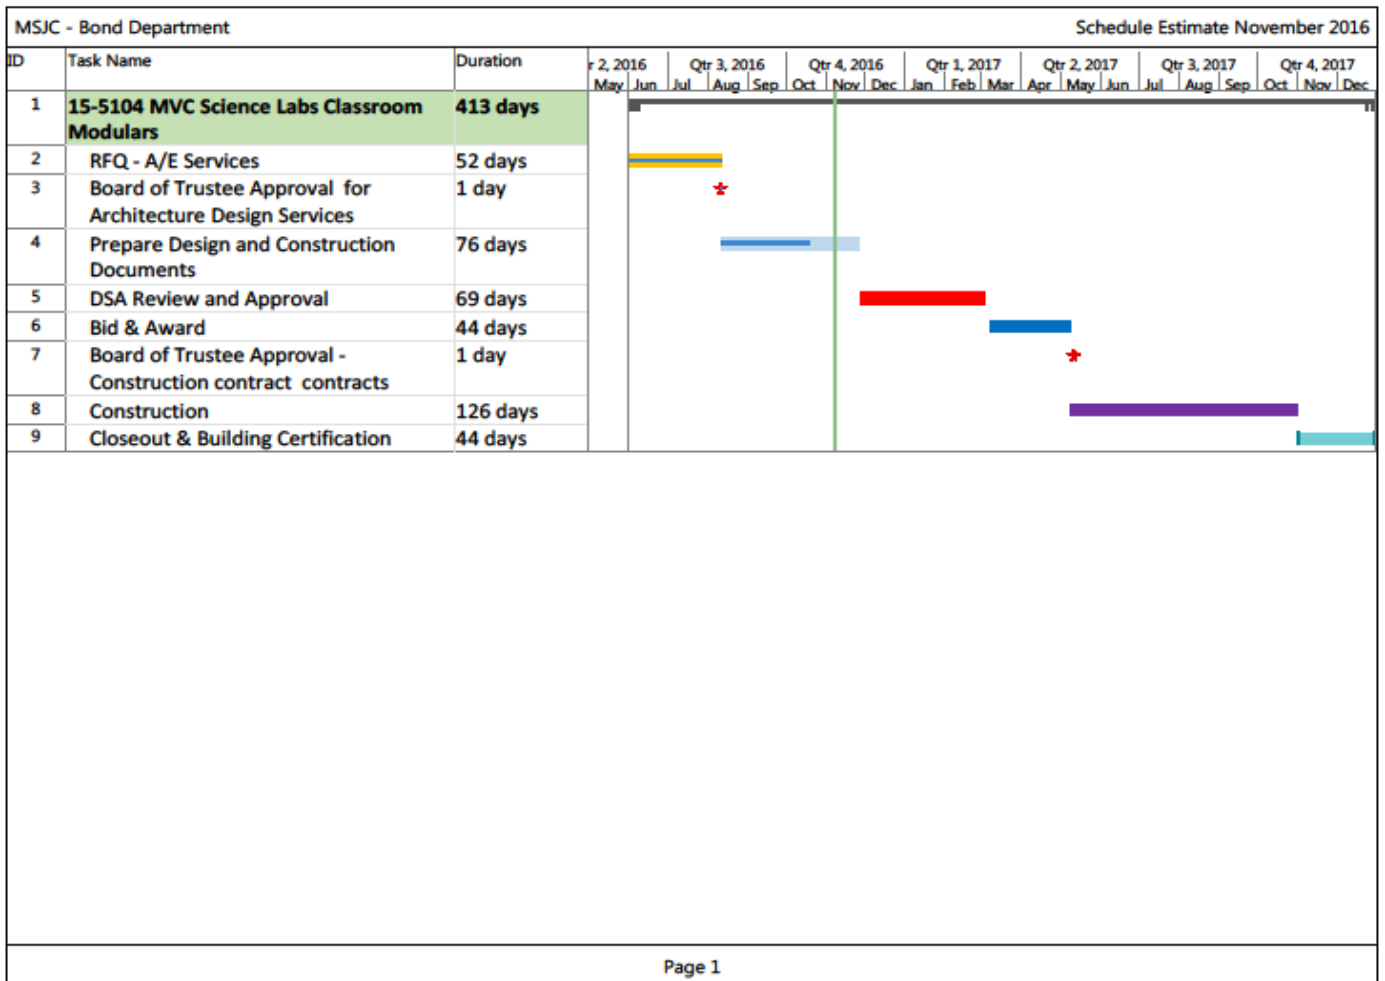 MSJC - Bond Department Schedule Estimate November 2016
ID Task Name Duration r 2, 2016 Qtr 3, 2016 Qtr 4, 2016 Qtr 1, 2017 Qtr 2, 2017 Qtr 3, 2017 Qtr 4, 2017
May Jun Jul Aug Sep Oct Nov Dec Jan Feb Mar Apr May Jun Jul Aug Sep Oct Nov Dec
1 15-5104 MVC Science Labs Classroom 413 days
Modulars
2 RFQ - A/E Services 52 days
3 Board of Trustee Approval for 1 day
Architecture Design Services
4 Prepare Design and Construction 76 days
Documents
5 DSA Review and Approval 69 days
6 Bid & Award 44 days
7 Board of Trustee Approval - 1 day
Construction contract contracts
8 Construction 126 days
9 Closeout & Building Certification 44 days
Page 1